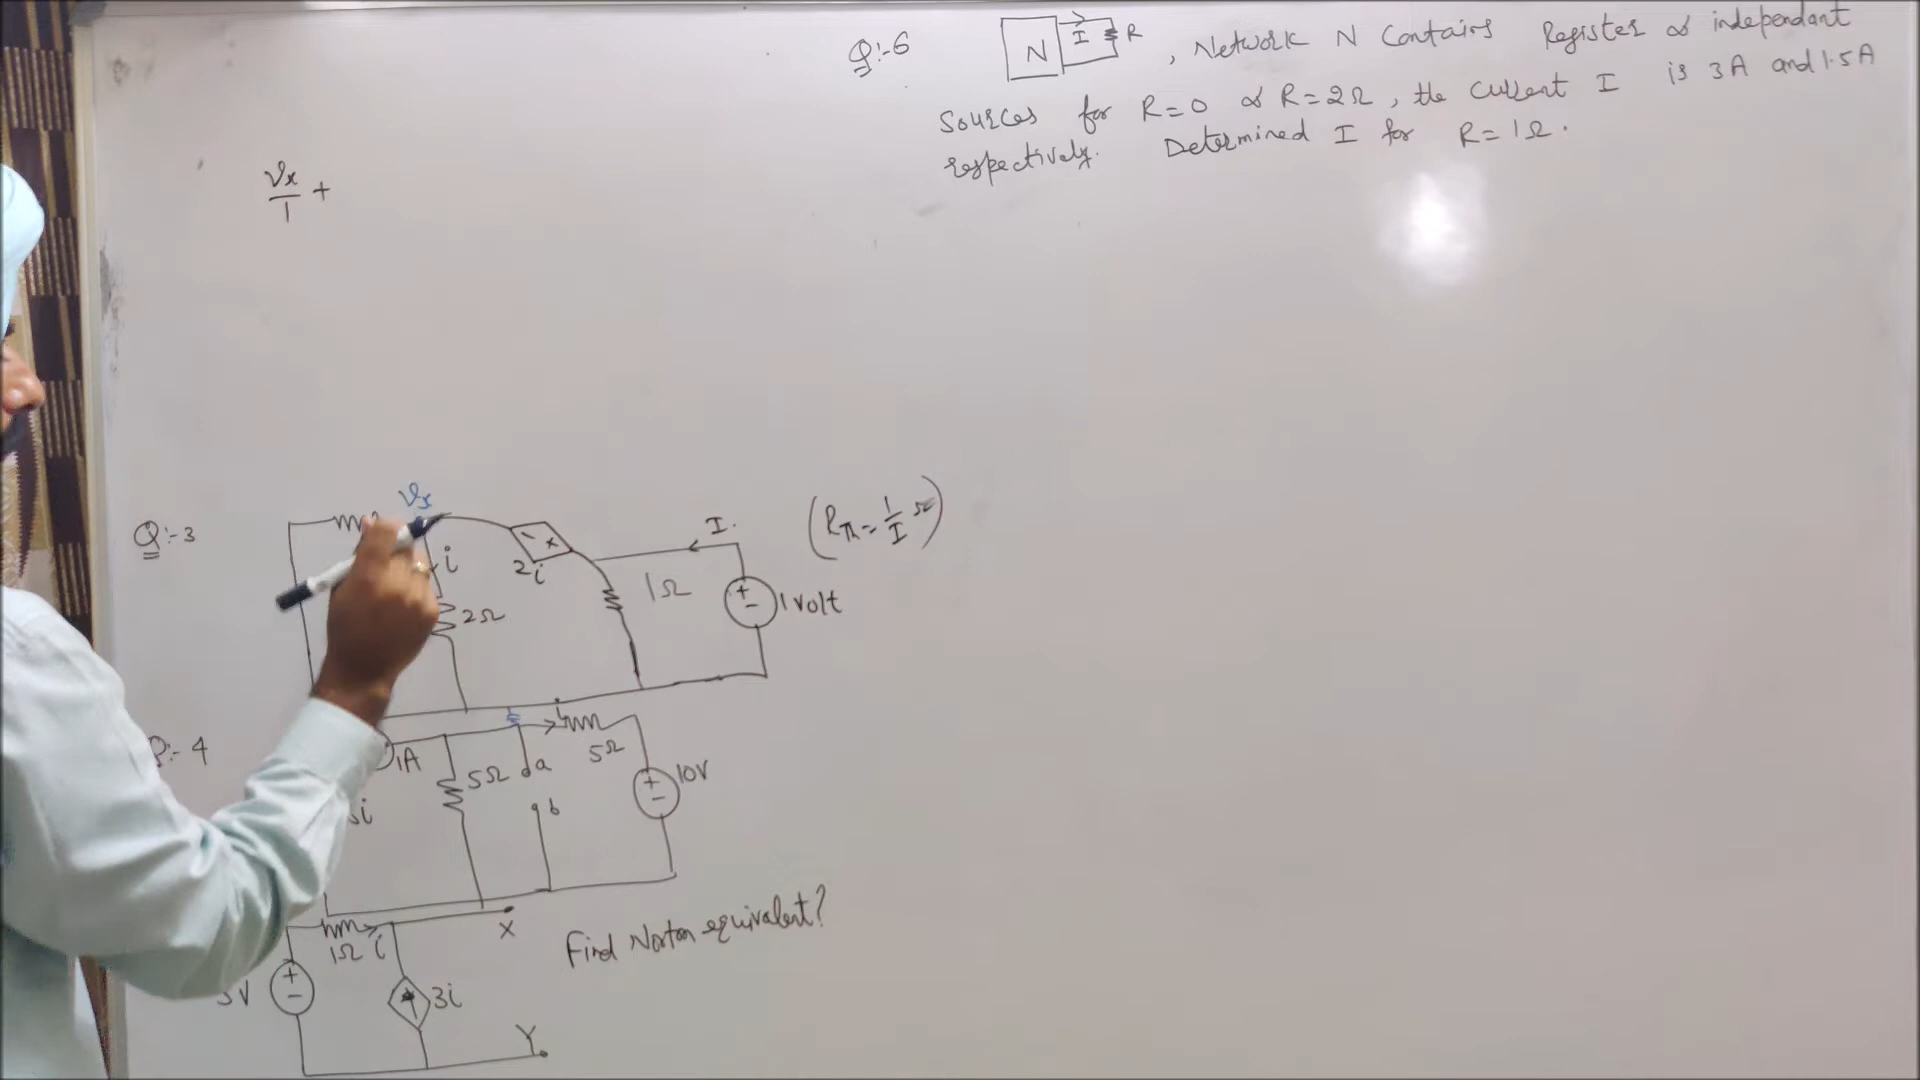 Q:-6 N I R , Network N Contains Register & independant
Sources for R=0 & R=2Ω, the current I is 3A and 1.5A
respectively. Determined I for R=1Ω.
Vx/1 +
Q:-3
Vx
i
2Ω
- +
2i
I.
1Ω
+ -
1 volt
(Rth = 1/I Ω)
4
1A
5Ω
a
b
5Ω
+ -
10V
i
1Ω i
+ -
V
3i
X
Y
Find Norton equivalent?